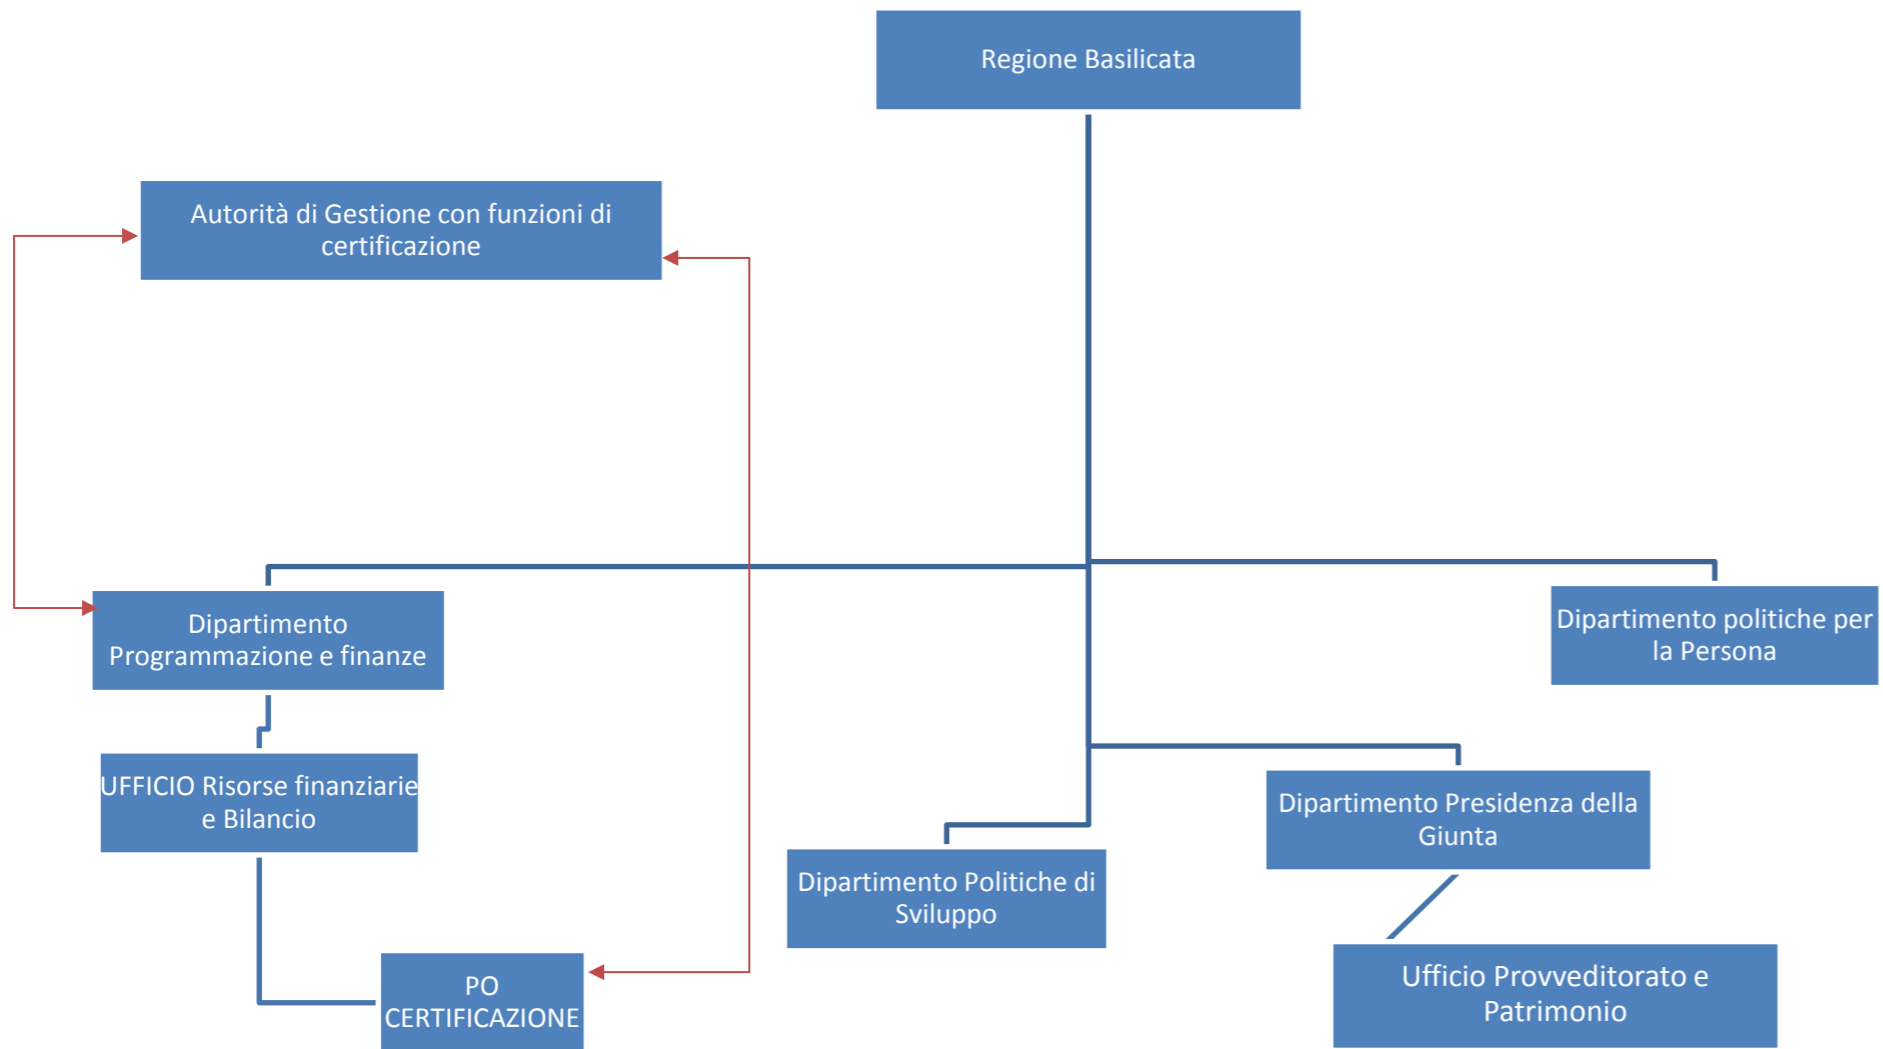 Regione Basilicata
Autorità di Gestione con funzioni di
certificazione
Dipartimento
Programmazione e finanze
Dipartimento politiche per
la Persona
UFFICIO Risorse finanziarie
e Bilancio
Dipartimento Presidenza della
Giunta
Dipartimento Politiche di
Sviluppo
PO
CERTIFICAZIONE
Ufficio Provveditorato e
Patrimonio